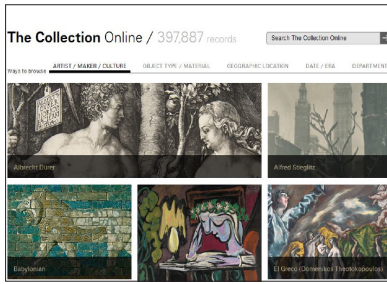 The Collection Online / 397,887 records
Search The Collection Online
Ways to browse ARTIST / MAKER / CULTURE OBJECT TYPE / MATERIAL GEOGRAPHIC LOCATION DATE / ERA DEPARTMENT
Albrecht Dürer
Alfred Stieglitz
Babylonian
El Greco (Domenikos Theotokopoulos)